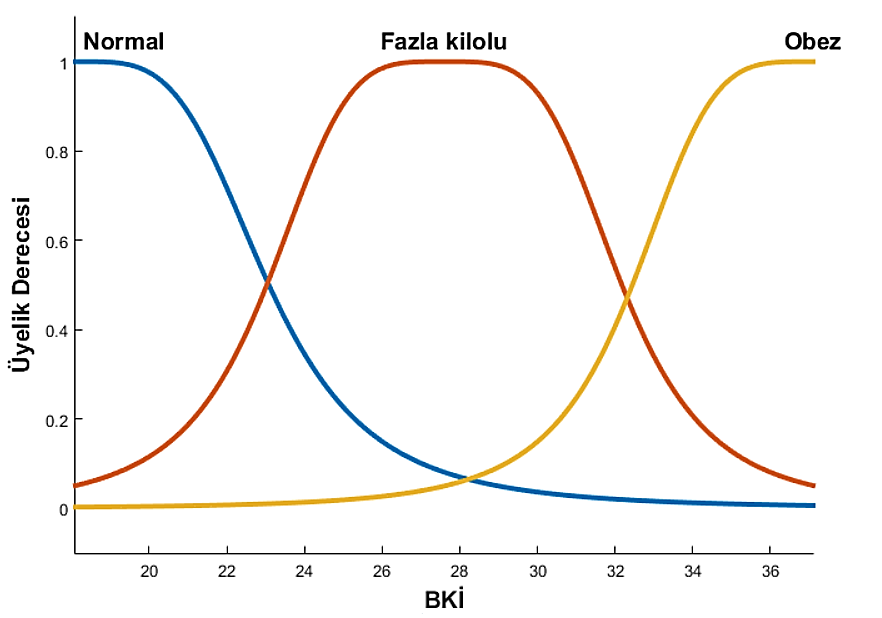 Normal
Fazla kilolu
Obez
1
0.8
0.6
0.4
0.2
0
Üyelik Derecesi
20 22 24 26 28 30 32 34 36
BKİ